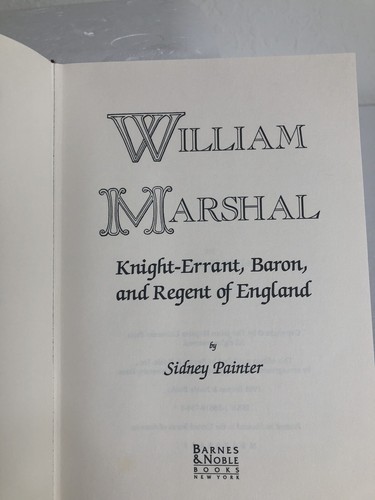 WILLIAM
MARSHAL
Knight-Errant, Baron,
and Regent of England
by
Sidney Painter
BARNES
& NOBLE
BOOKS
NEW YORK